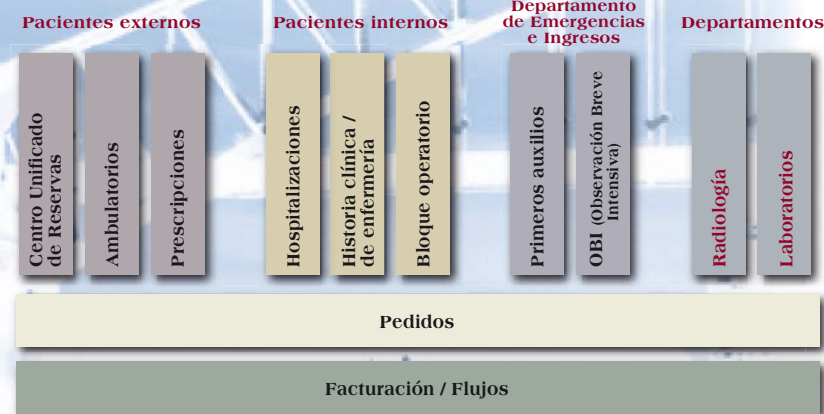 Pacientes externos
Pacientes internos
Departamento
de Emergencias
e Ingresos
Departamentos
Centro Unificado
de Reservas
Ambulatorios
Prescripciones
Hospitalizaciones
Historia clínica /
de enfermería
Bloque operatorio
Primeros auxilios
OBI (Observación Breve
Intensiva)
Radiología
Laboratorios
Pedidos
Facturación / Flujos